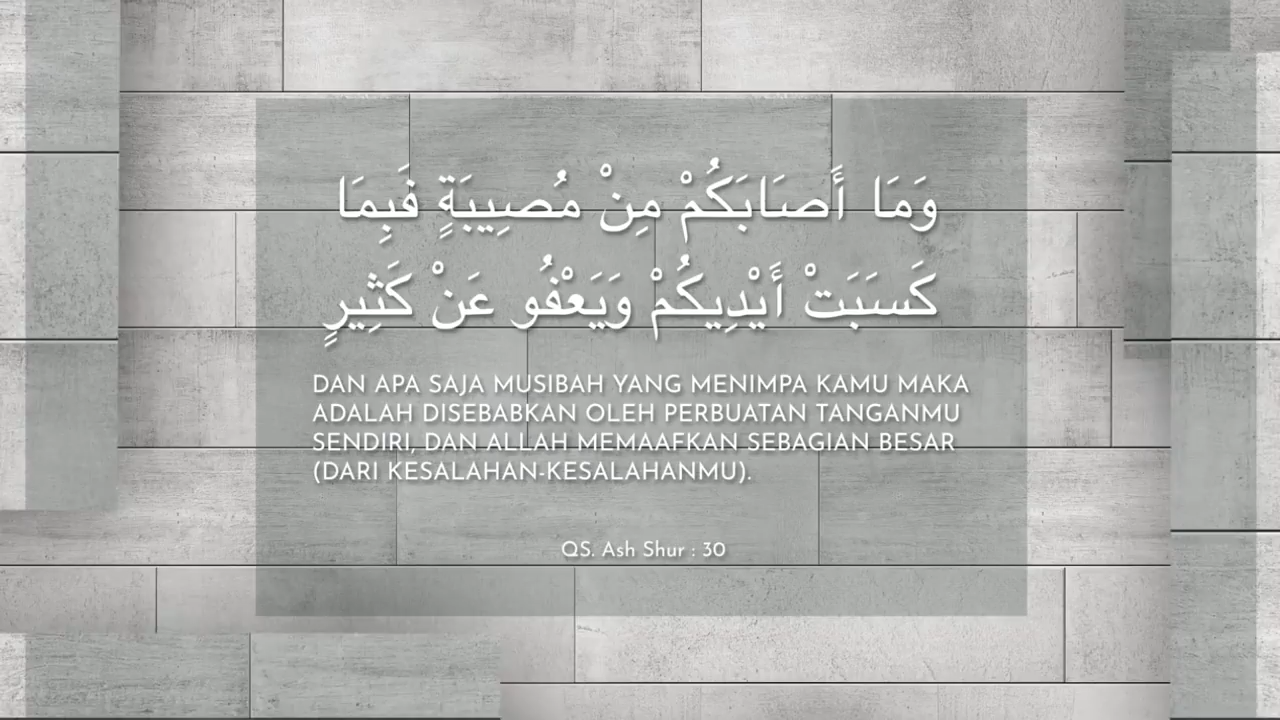 وَمَا أَصَابَكُمْ مِنْ مُصِيبَةٍ فَبِمَا
كَسَبَتْ أَيْدِيكُمْ وَيَعْفُو عَنْ كَثِيرٍ
DAN APA SAJA MUSIBAH YANG MENIMPA KAMU MAKA
ADALAH DISEBABKAN OLEH PERBUATAN TANGANMU
SENDIRI, DAN ALLAH MEMAAFKAN SEBAGIAN BESAR
(DARI KESALAHAN-KESALAHANMU).
QS. Ash Shur : 30